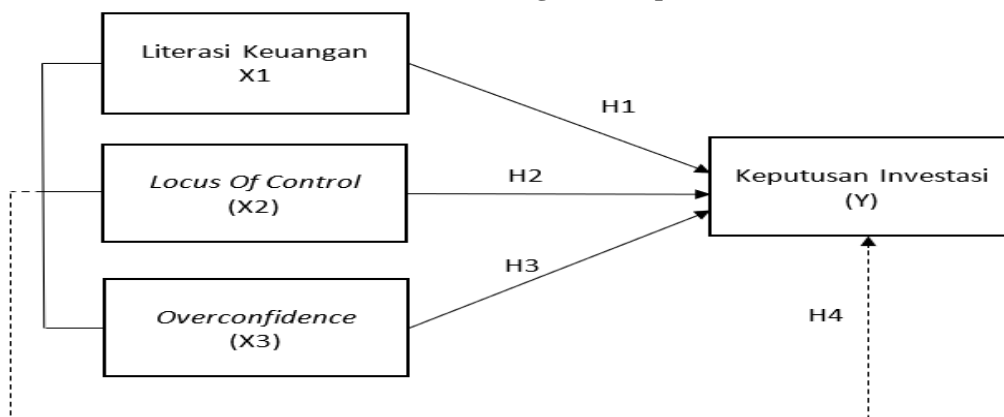 Literasi Keuangan
X1
H1
Locus Of Control
(X2)
H2
Keputusan Investasi
(Y)
H3
Overconfidence
(X3)
H4